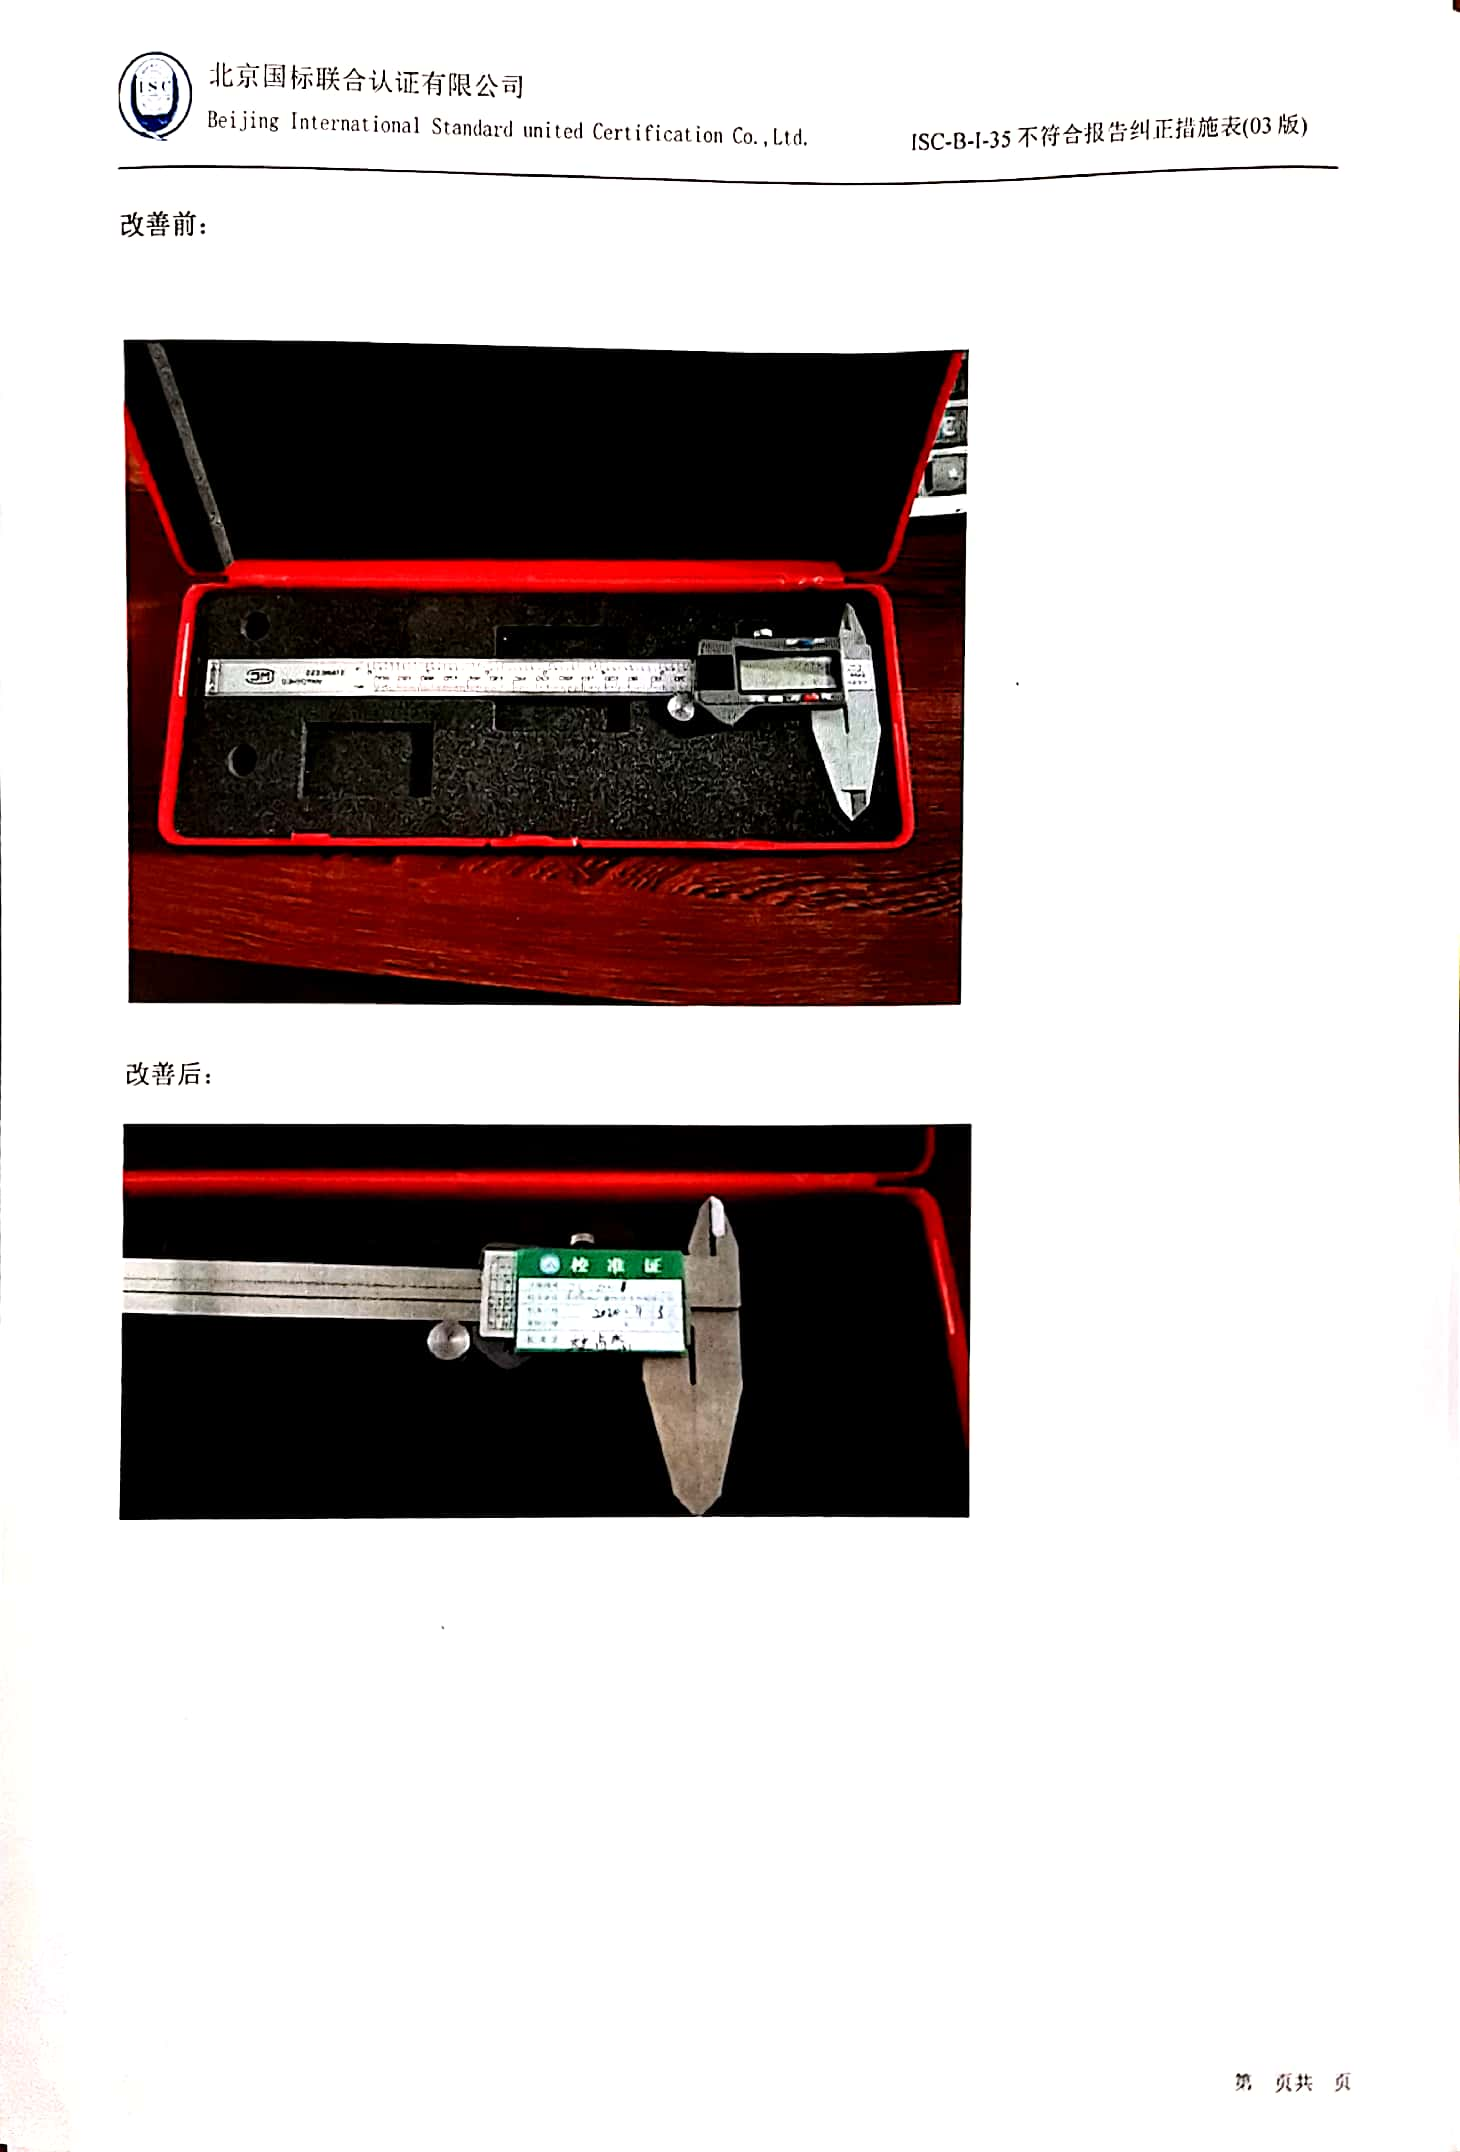 ISC
北京国标联合认证有限公司
Beijing International Standard united Certification Co.,Ltd.
ISC-B-I-35 不符合报告纠正措施表(03 版)
改善前：
改善后：
校 准 证
第 页共 页